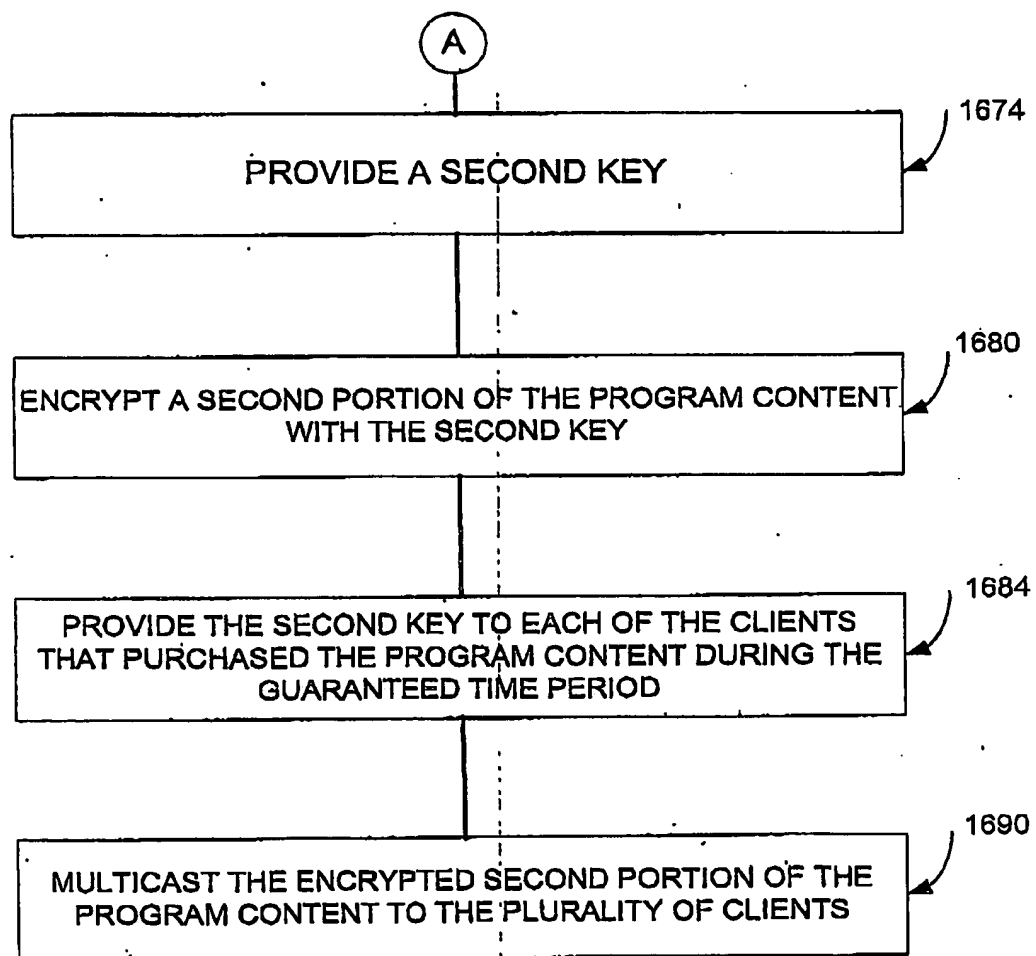 A
1674
PROVIDE A SECOND KEY
1680
ENCRYPT A SECOND PORTION OF THE PROGRAM CONTENT
WITH THE SECOND KEY
1684
PROVIDE THE SECOND KEY TO EACH OF THE CLIENTS
THAT PURCHASED THE PROGRAM CONTENT DURING THE
GUARANTEED TIME PERIOD
1690
MULTICAST THE ENCRYPTED SECOND PORTION OF THE
PROGRAM CONTENT TO THE PLURALITY OF CLIENTS